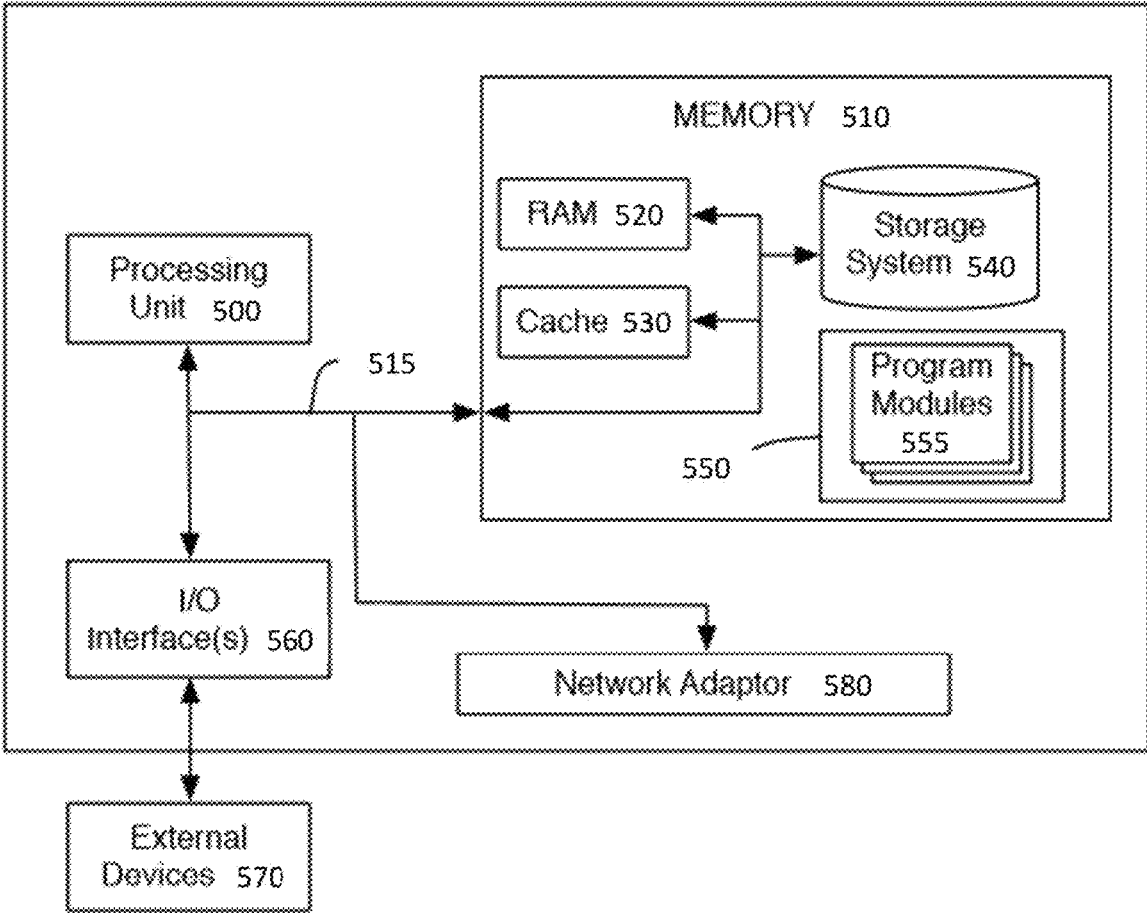 MEMORY 510
RAM 520
Storage
System 540
Processing
Unit 500
Cache 530
515
Program
Modules
555
550
I/O
Interface(s) 560
Network Adaptor 580
External
Devices 570